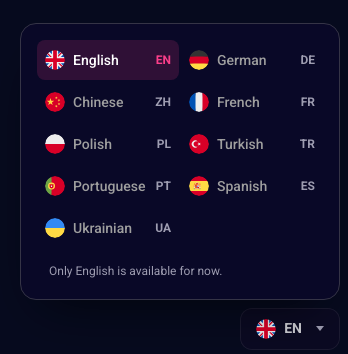 English EN German DE
Chinese ZH French FR
Polish PL Turkish TR
Portuguese PT Spanish ES
Ukrainian UA
Only English is available for now.
EN